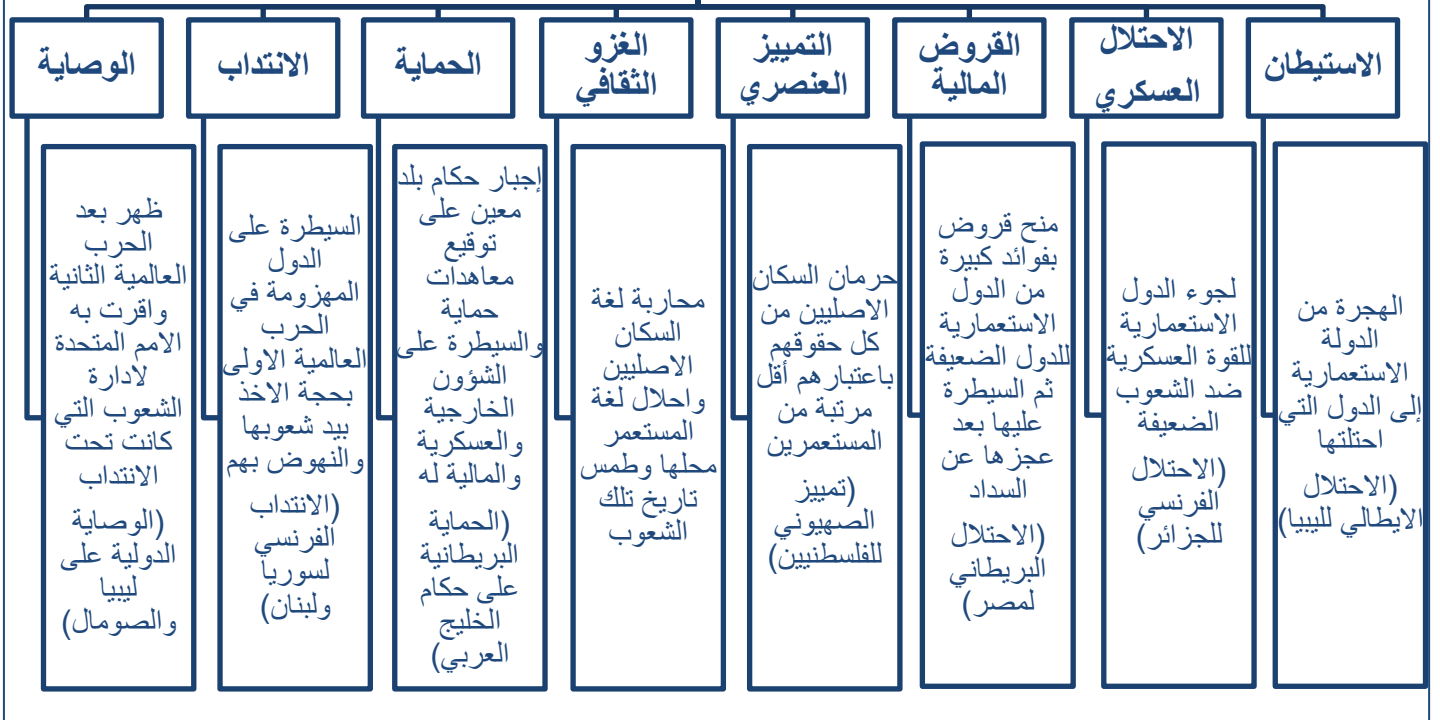 الاستيطان
الاحتلال
العسكري
القروض
المالية
التمييز
العنصري
الغزو
الثقافي
الحماية
الانتداب
الوصاية
الهجرة من
الدولة
الاستعمارية
إلى الدول التي
احتلتها
(الاحتلال
الايطالي لليبيا)
لجوء الدول
الاستعمارية
للقوة العسكرية
ضد الشعوب
الضعيفة
(الاحتلال
الفرنسي
للجزائر)
منح قروض
بفوائد كبيرة
من الدول
الاستعمارية
للدول الضعيفة
ثم السيطرة
عليها بعد
عجزها عن
السداد
(الاحتلال
البريطاني
لمصر)
حرمان السكان
الاصليين من
كل حقوقهم
باعتبارهم أقل
مرتبة من
المستعمرين
(تمييز
الصهيوني
للفلسطنيين)
محاربة لغة
السكان
الاصليين
واحلال لغة
المستعمر
محلها وطمس
تاريخ تلك
الشعوب
إجبار حكام بلد
معين على
توقيع
معاهدات
حماية
والسيطرة على
الشؤون
الخارجية
والعسكرية
والمالية له
(الحماية
البريطانية
على حكام
الخليج
العربي)
السيطرة على
الدول
المهزومة في
الحرب
العالمية الاولى
بحجة الاخذ
بيد شعوبها
والنهوض بهم
(الانتداب
الفرنسي
لسوريا
ولبنان)
ظهر بعد
الحرب
العالمية الثانية
واقرت به
الامم المتحدة
لادارة
الشعوب التي
كانت تحت
الانتداب
(الوصاية
الدولية على
ليبيا
والصومال)